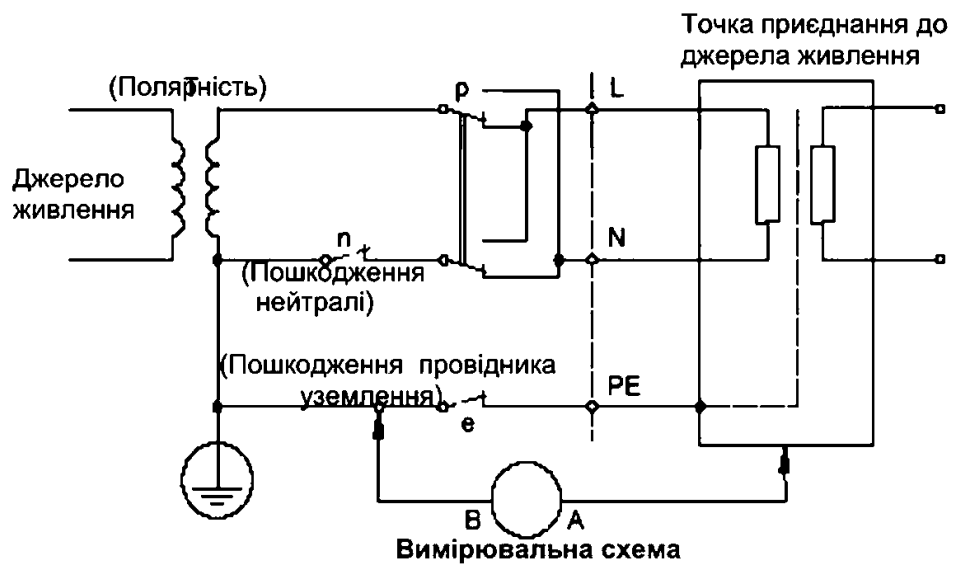 Точка приєднання до
джерела живлення
(Полярність)
p
L
Джерело
живлення
n
N
(Пошкодження
нейтралі)
(Пошкодження провідника
уземлення)
PE
e
B
A
Вимірювальна схема